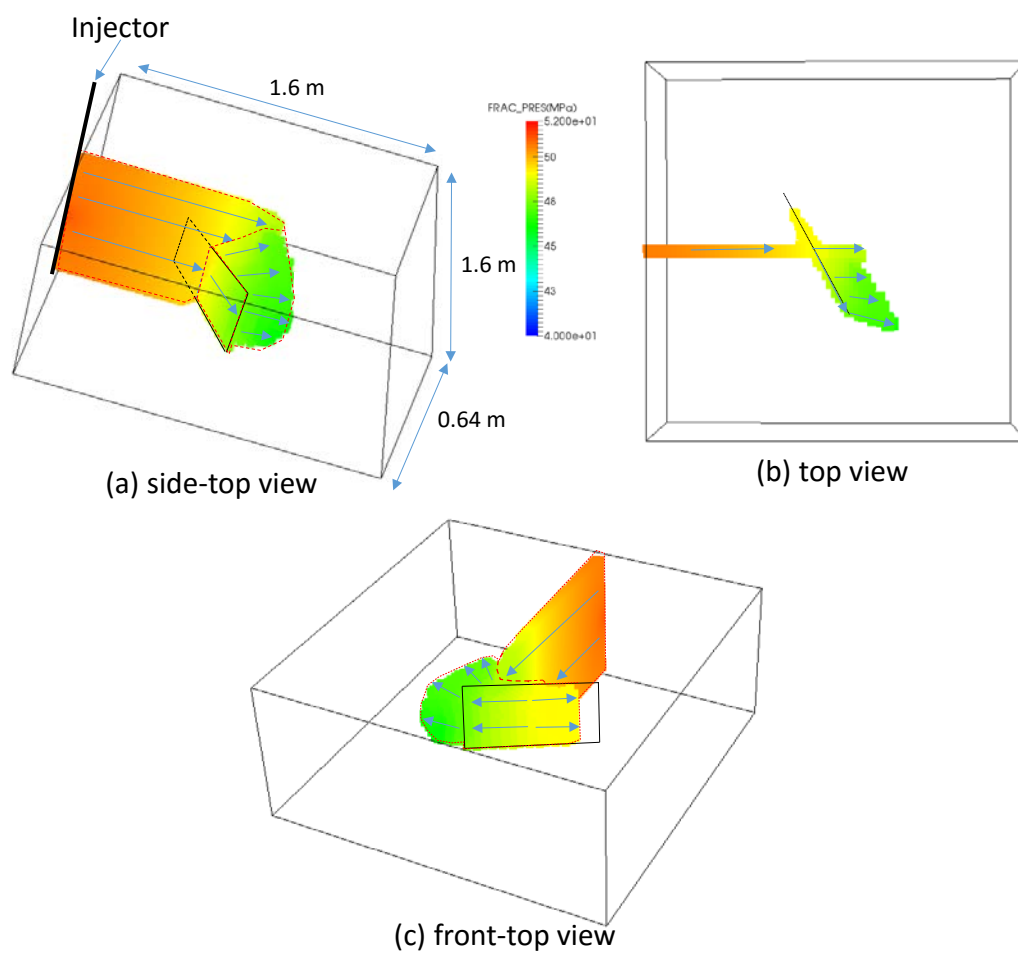 Injector
1.6 m
FRAC_PRES(MPa)
5.200e+01
50
46
45
43
4.000e+01
1.6 m
0.64 m
(a) side-top view
(b) top view
(c) front-top view